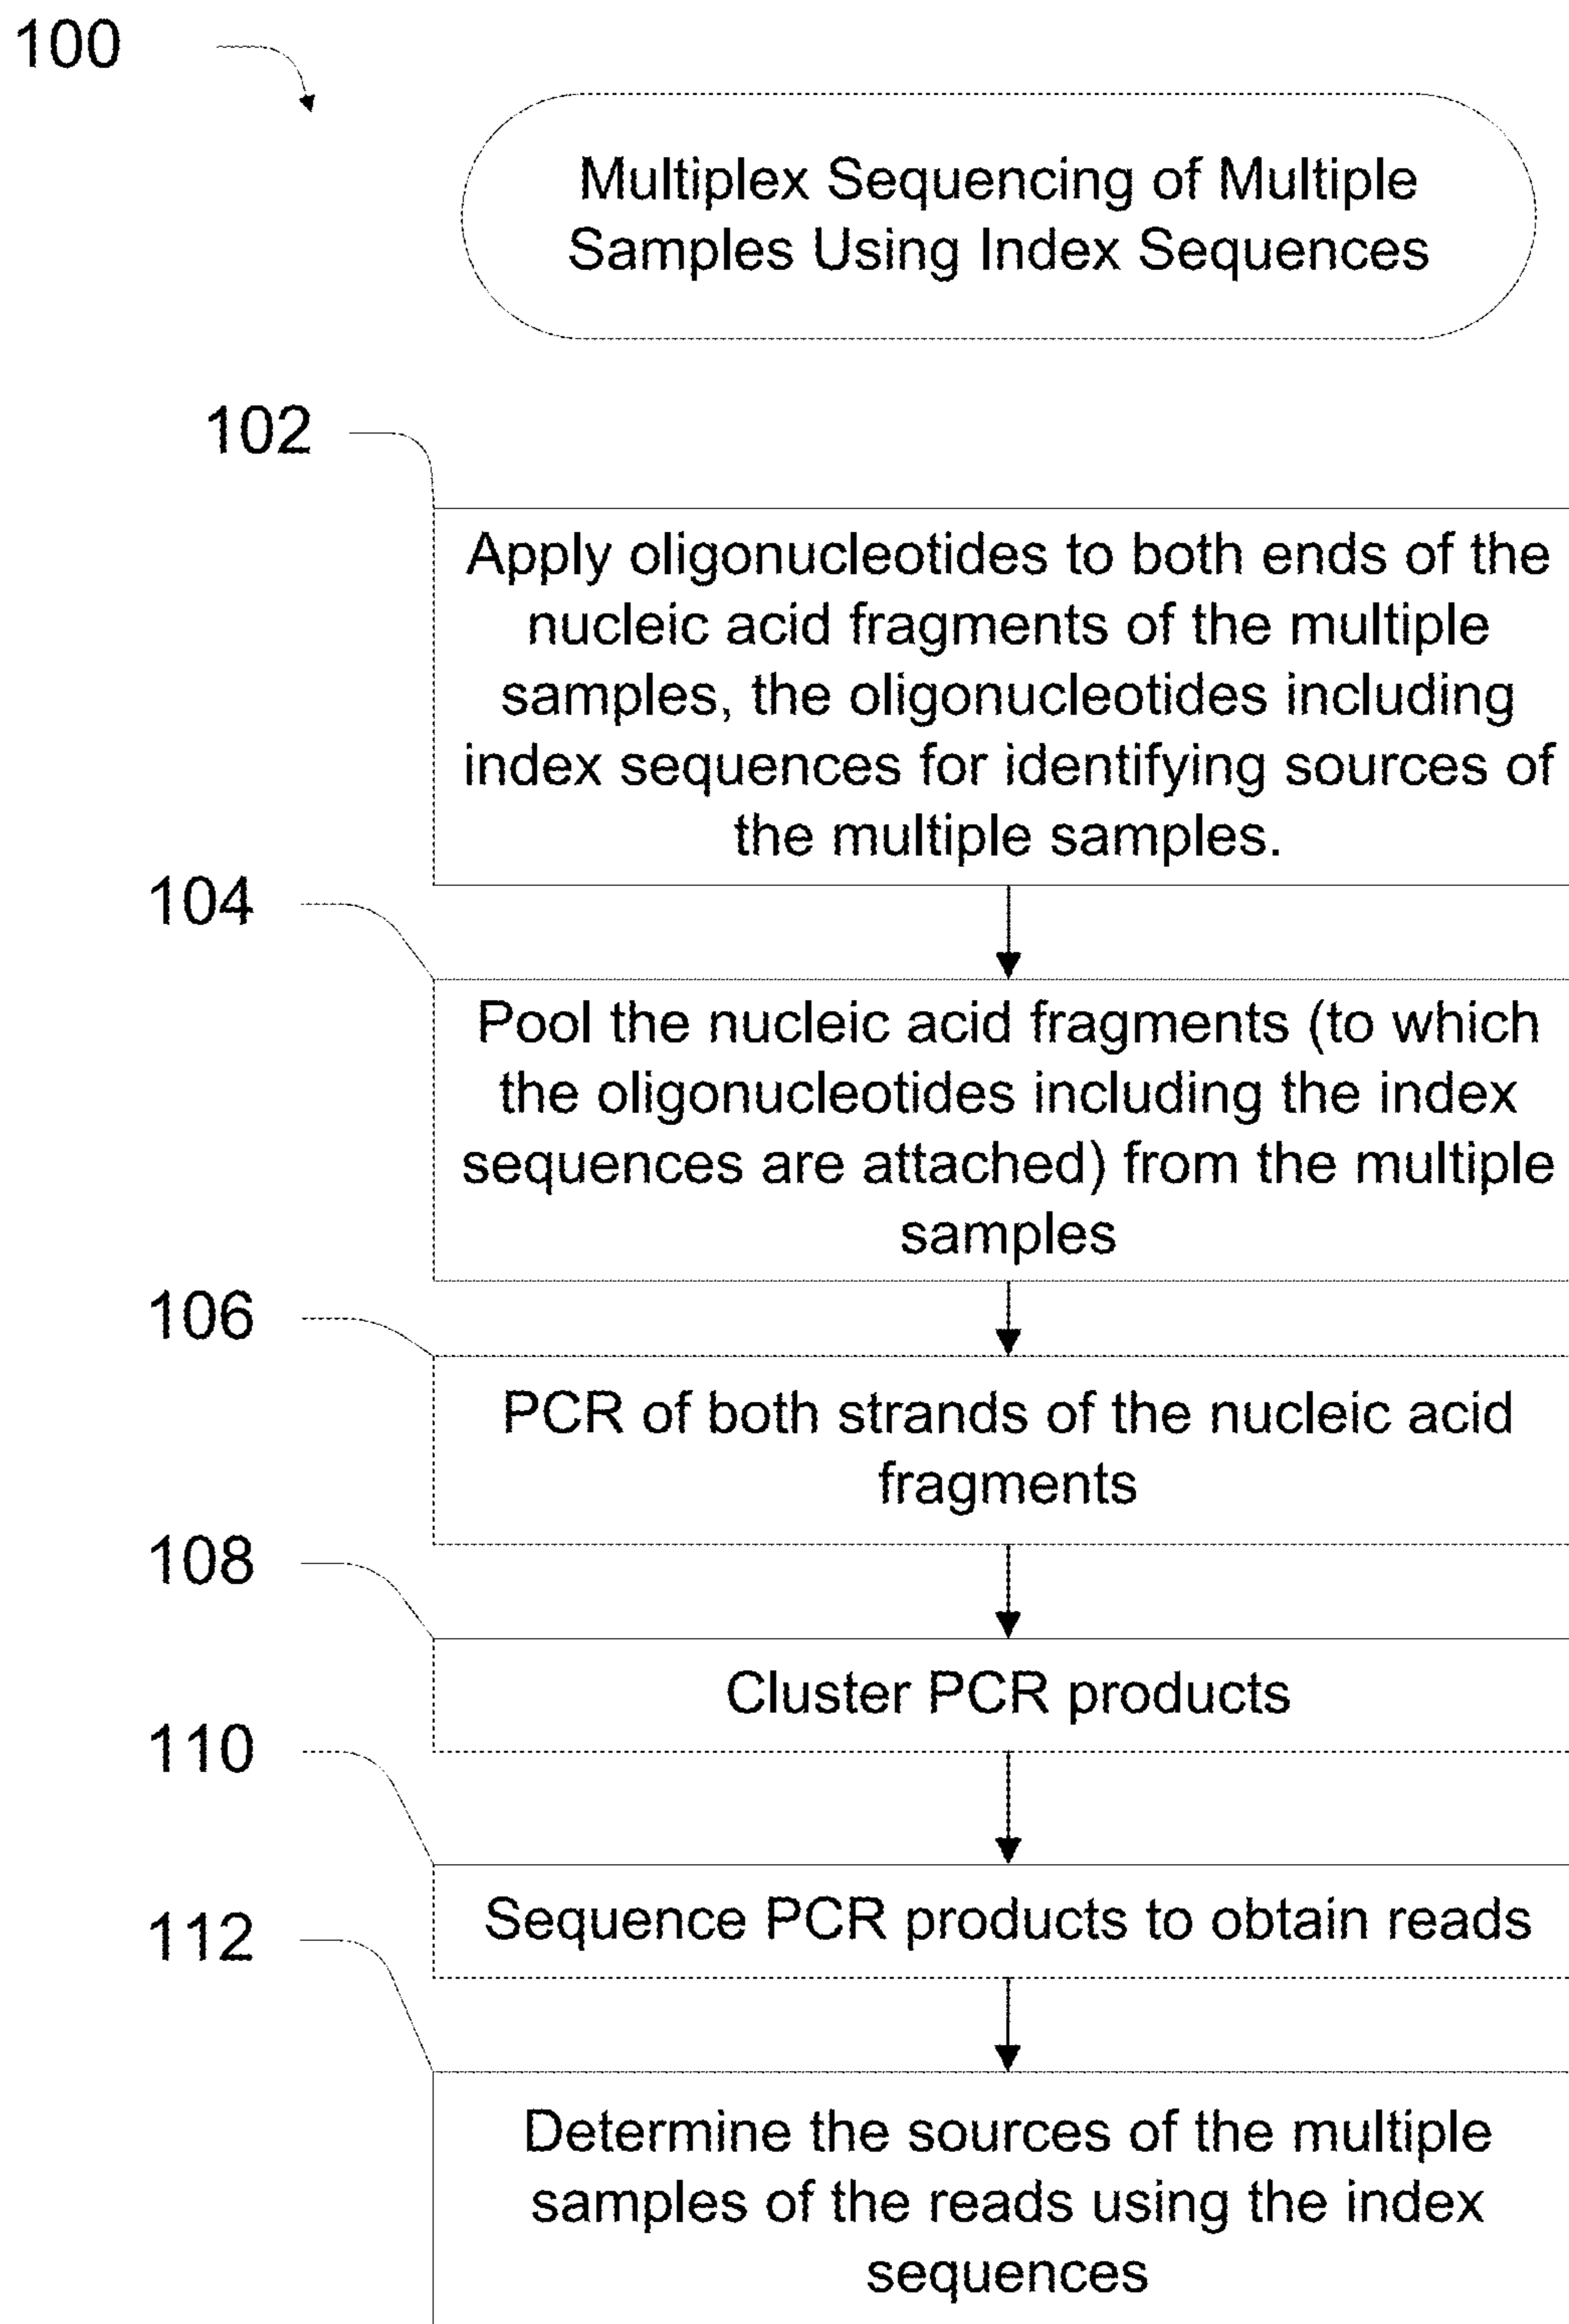 100
Multiplex Sequencing of Multiple
Samples Using Index Sequences
102
Apply oligonucleotides to both ends of the
nucleic acid fragments of the multiple
samples, the oligonucleotides including
index sequences for identifying sources of
the multiple samples.
104
Pool the nucleic acid fragments (to which
the oligonucleotides including the index
sequences are attached) from the multiple
samples
106
PCR of both strands of the nucleic acid
fragments
108
Cluster PCR products
110
Sequence PCR products to obtain reads
112
Determine the sources of the multiple
samples of the reads using the index
sequences